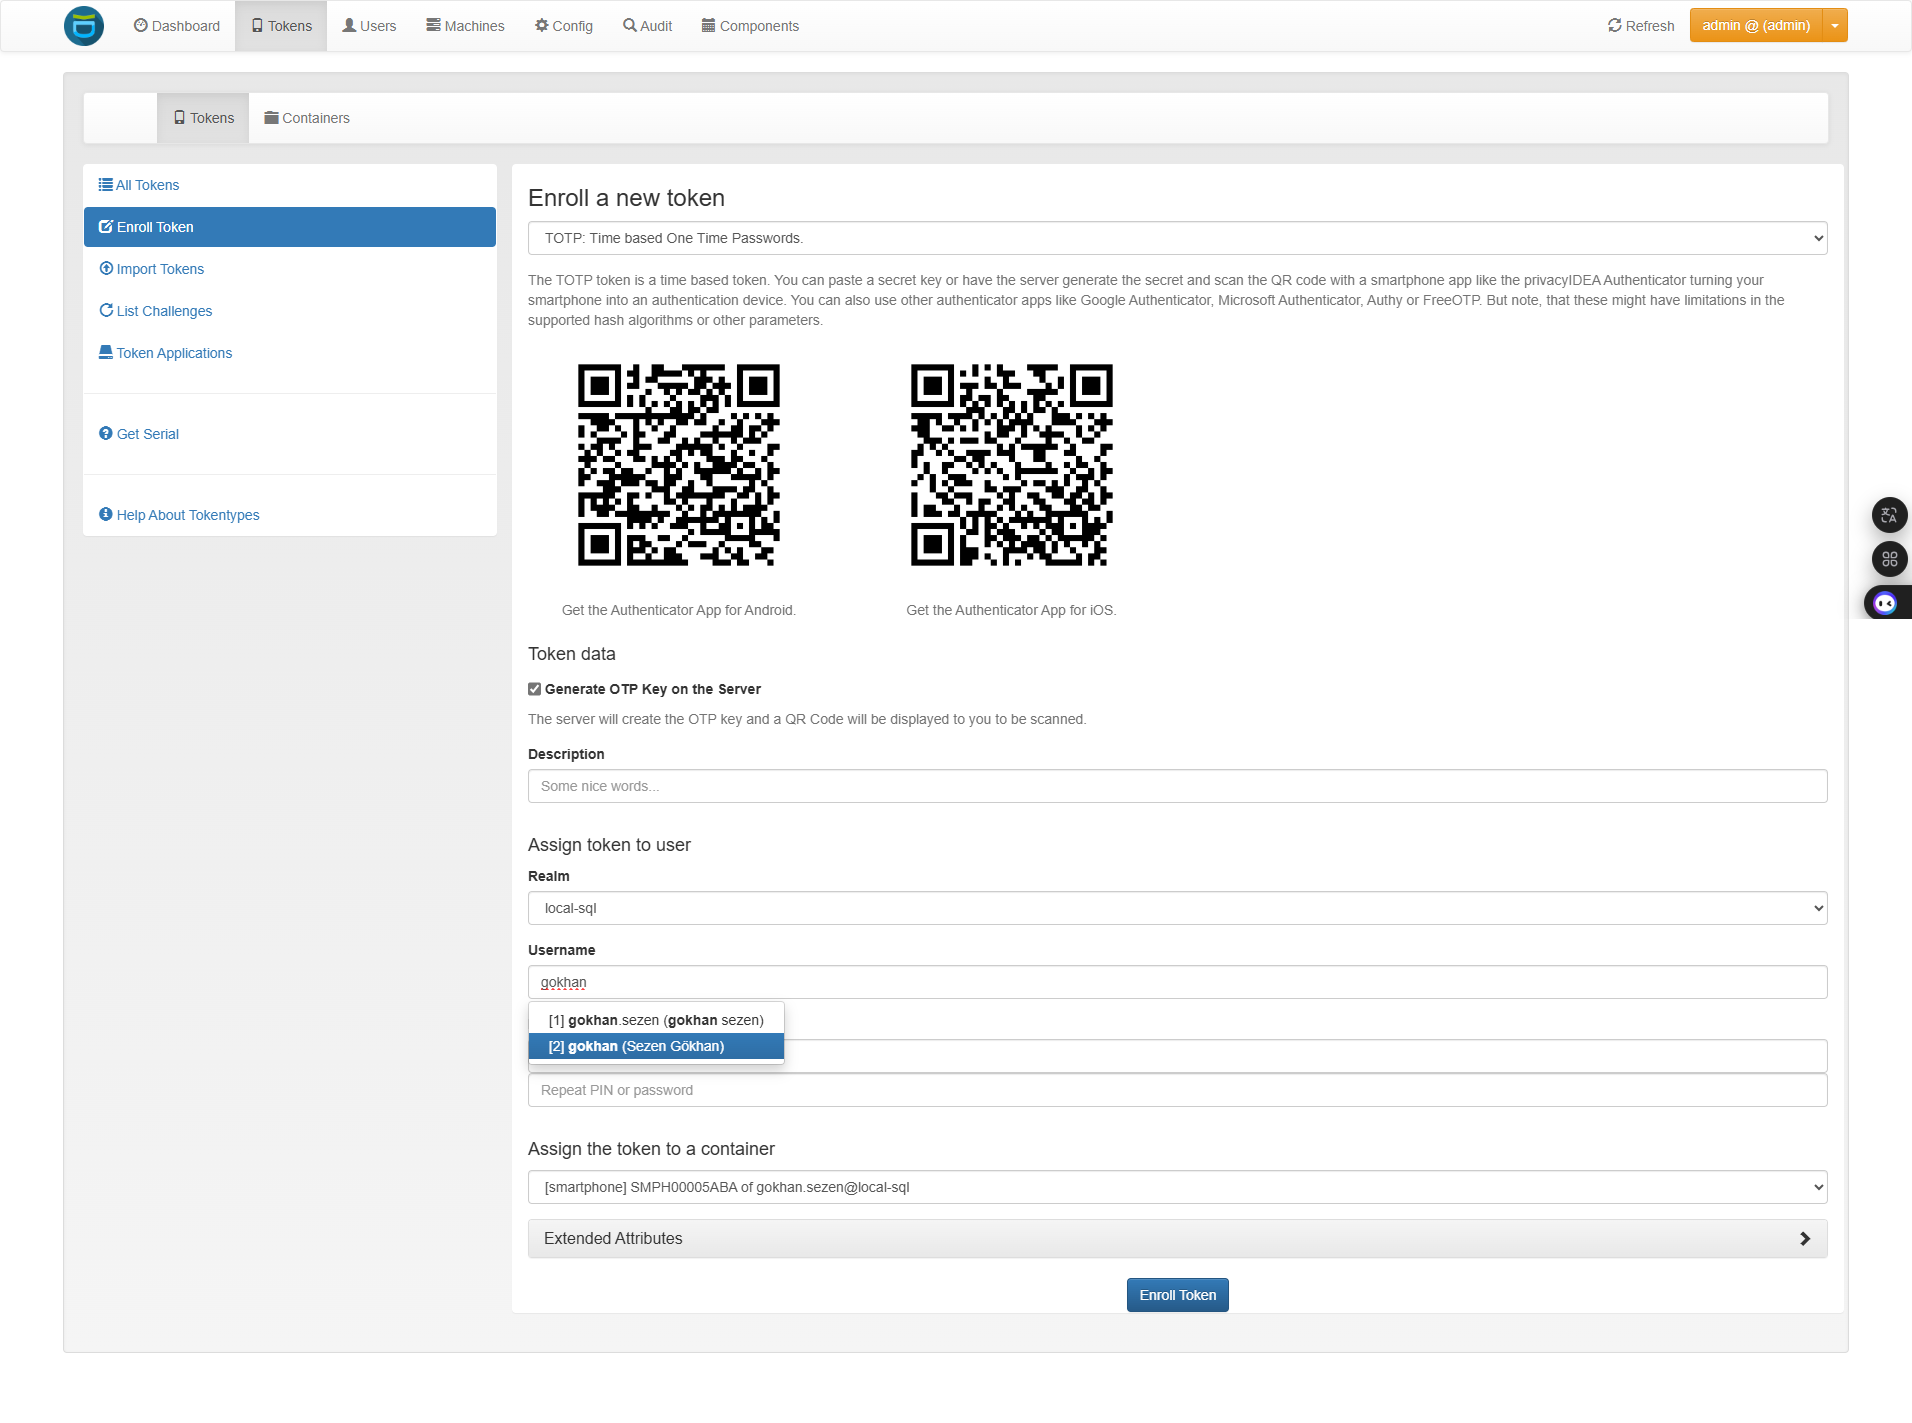 Dashboard
Tokens
Users
Machines
Config
Audit
Components
Refresh
admin @ (admin)
Tokens
Containers
All Tokens
Enroll Token
Import Tokens
List Challenges
Token Applications
Get Serial
Help About Tokentypes
Enroll a new token
TOTP: Time based One Time Passwords.
The TOTP token is a time based token. You can paste a secret key or have the server generate the secret and scan the QR code with a smartphone app like the privacyIDEA Authenticator turning your
smartphone into an authentication device. You can also use other authenticator apps like Google Authenticator, Microsoft Authenticator, Authy or FreeOTP. But note, that these might have limitations in the
supported hash algorithms or other parameters.
Get the Authenticator App for Android.
Get the Authenticator App for iOS.
Token data
Generate OTP Key on the Server
The server will create the OTP key and a QR Code will be displayed to you to be scanned.
Description
Some nice words...
Assign token to user
Realm
local-sql
Username
gokhan
[1] gokhan.sezen (gokhan sezen)
[2] gokhan (Sezen Gökhan)
Repeat PIN or password
Assign the token to a container
[smartphone] SMPH00005ABA of gokhan.sezen@local-sql
Extended Attributes
Enroll Token